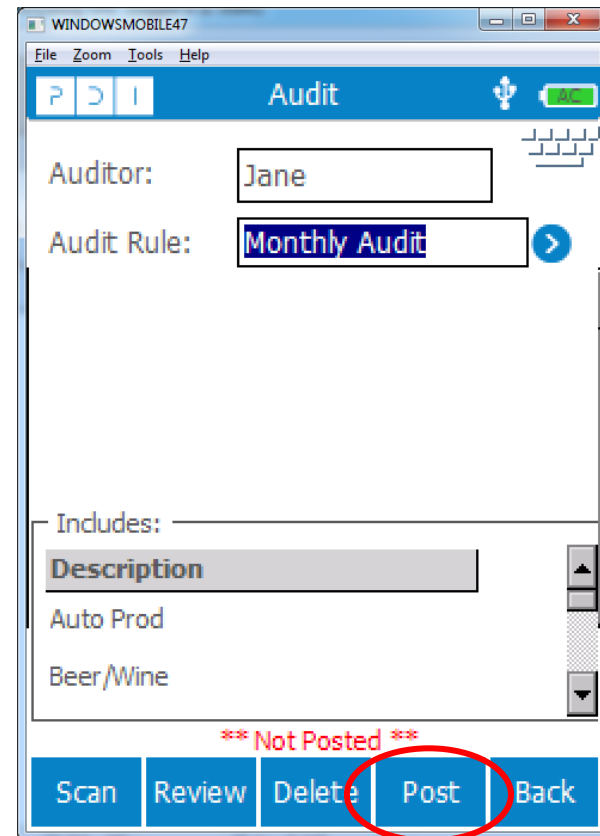 WINDOWSMOBILE47
File Zoom Tools Help
PDI Audit AC
Auditor: Jane
Audit Rule: Monthly Audit
Includes:
Description
Auto Prod
Beer/Wine
** Not Posted **
Scan Review Delete Post Back